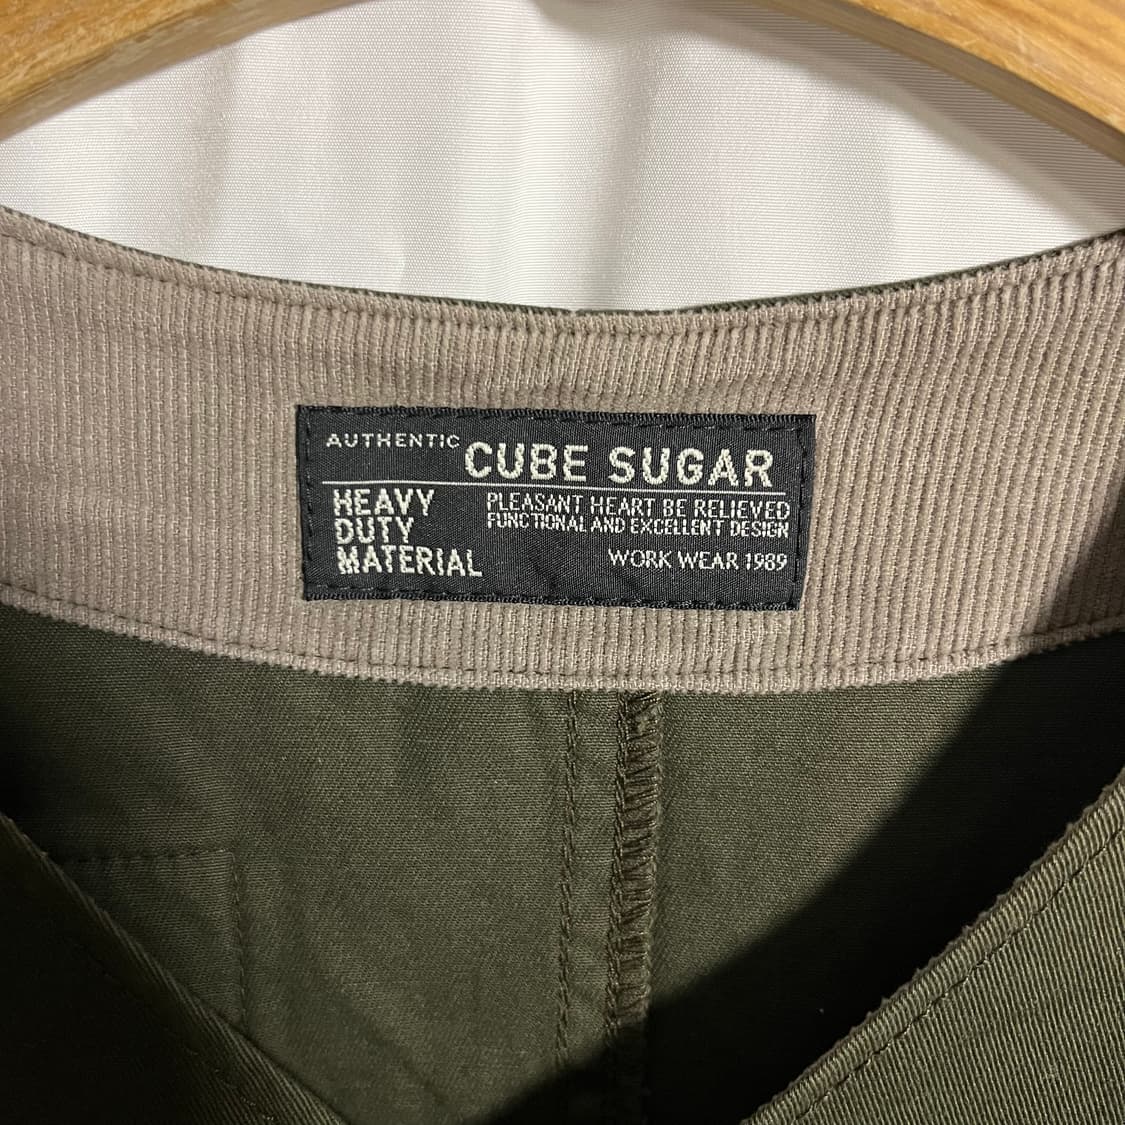 AUTHENTIC CUBE SUGAR
HEAVY
DUTY
MATERIAL
PLEASANT HEART BE RELIEVED
FUNCTIONAL AND EXCELLENT DESIGN
WORK WEAR 1989